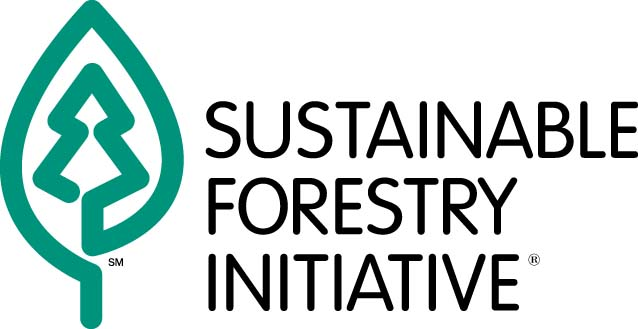 SUSTAINABLE
FORESTRY
INITIATIVE®
SM